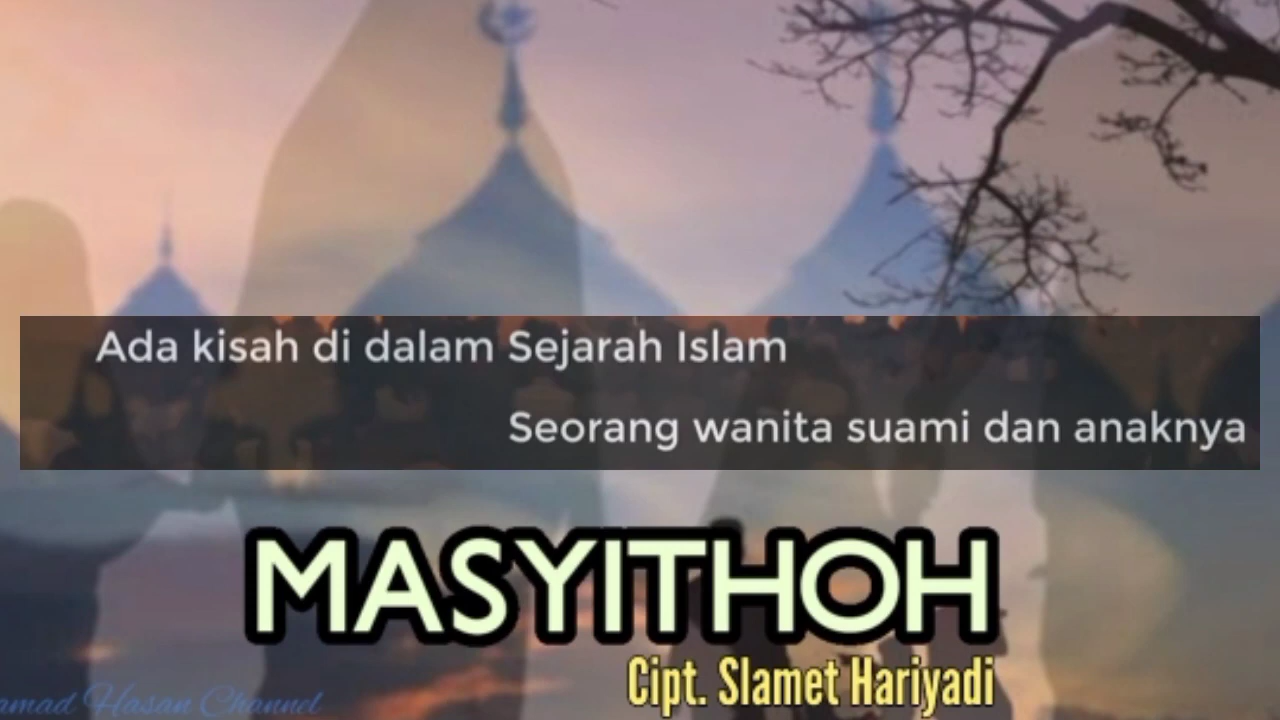 Ada kisah di dalam Sejarah Islam
Seorang wanita suami dan anaknya
MASYITHOH
Cipt. Slamet Hariyadi
Hasan Channel